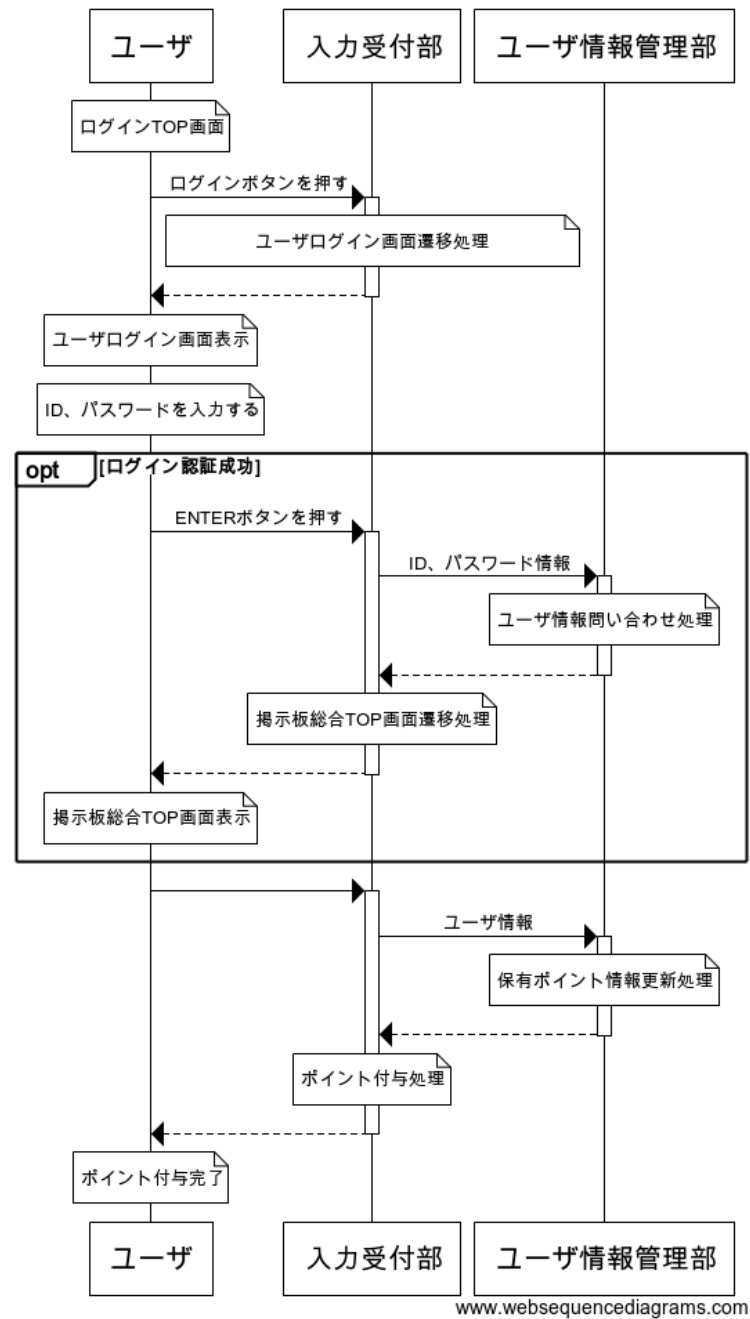 ユーザ
入力受付部
ユーザ情報管理部
ログインTOP画面
ログインボタンを押す
ユーザログイン画面遷移処理
ユーザログイン画面表示
ID、パスワードを入力する
opt
[ログイン認証成功]
ENTERボタンを押す
ID、パスワード情報
ユーザ情報問い合わせ処理
掲示板総合TOP画面遷移処理
掲示板総合TOP画面表示
ユーザ情報
保有ポイント情報更新処理
ポイント付与処理
ポイント付与完了
ユーザ
入力受付部
ユーザ情報管理部
www.websequencediagrams.com